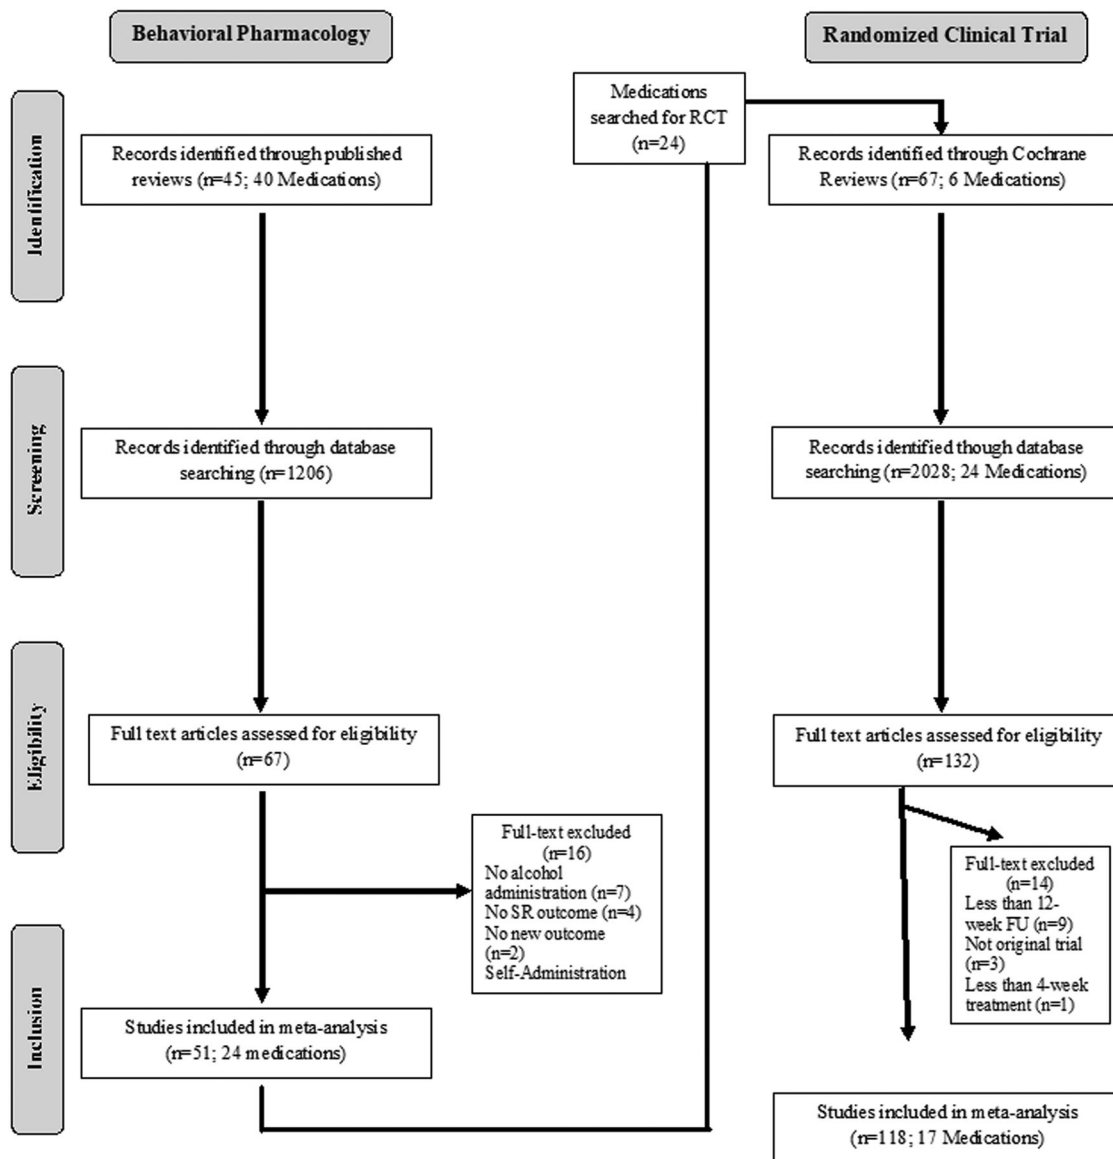 Behavioral Pharmacology
Randomized Clinical Trial
Identification
Records identified through published
reviews (n=45; 40 Medications)
Medications
searched for RCT
(n=24)
Records identified through Cochrane
Reviews (n=67; 6 Medications)
Screening
Records identified through database
searching (n=1206)
Records identified though database
searching (n=2028; 24 Medications)
Eligibility
Full text articles assessed for eligibility
(n=67)
Full text articles assessed for eligibility
(n=132)
Full-text excluded
(n=16)
No alcohol
administration (n=7)
No SR outcome (n=4)
No new outcome
(n=2)
Self-Administration
Full-text excluded
(n=14)
Less than 12-
week FU (n=9)
Not original trial
(n=3)
Less than 4-week
treatment (n=1)
Inclusion
Studies included in meta-analysis
(n=51; 24 medications)
Studies included in meta-analysis
(n=118; 17 Medications)